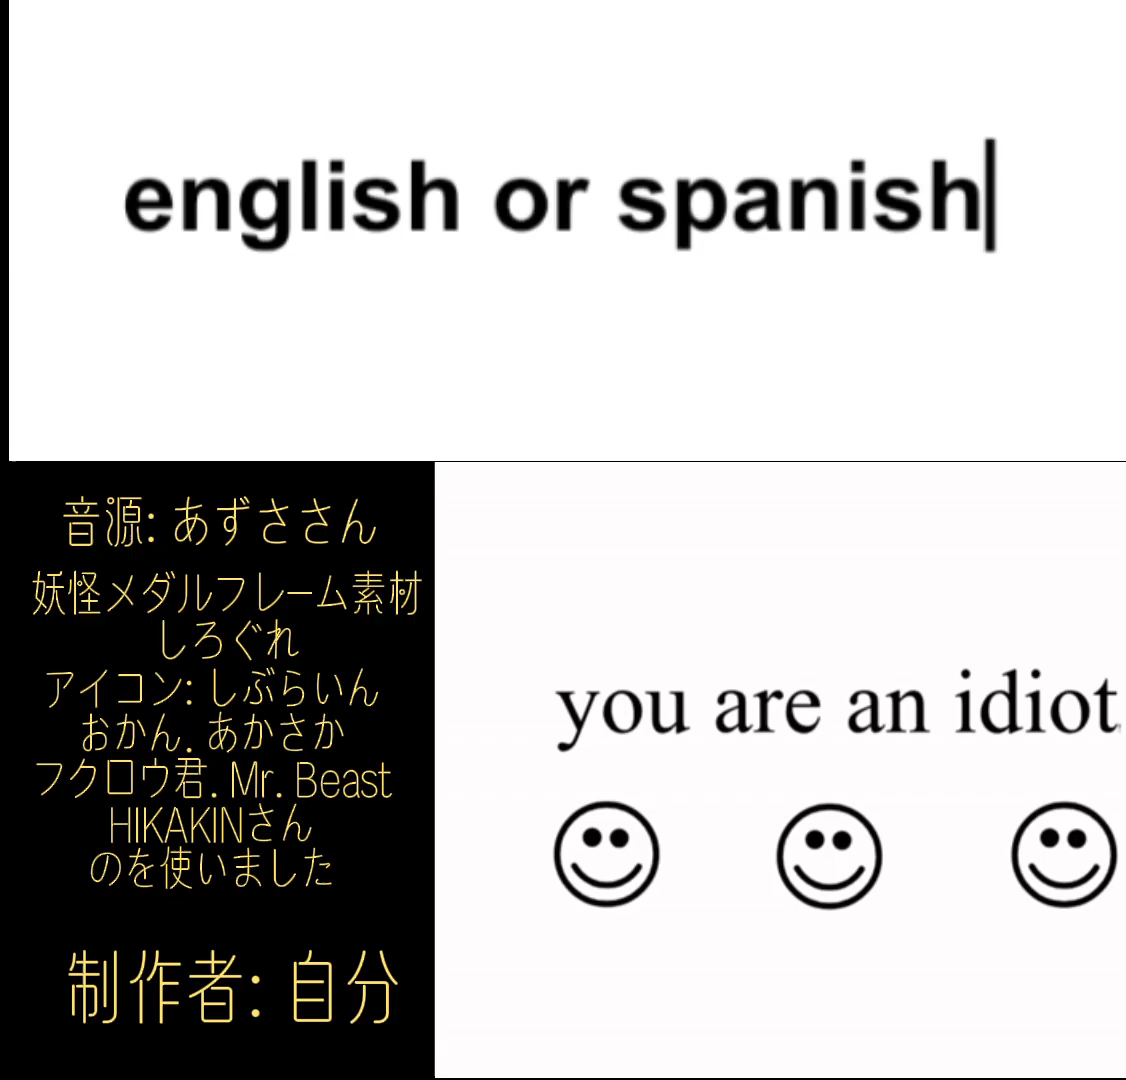 english or spanish
音源: あずささん
妖怪メダルフレーム素材
しろぐれ
アイコン: しぶらいん
おかん. あかさか
フクロウ君. Mr. Beast
HIKAKINさん
のを使いました
制作者: 自分
you are an idiot